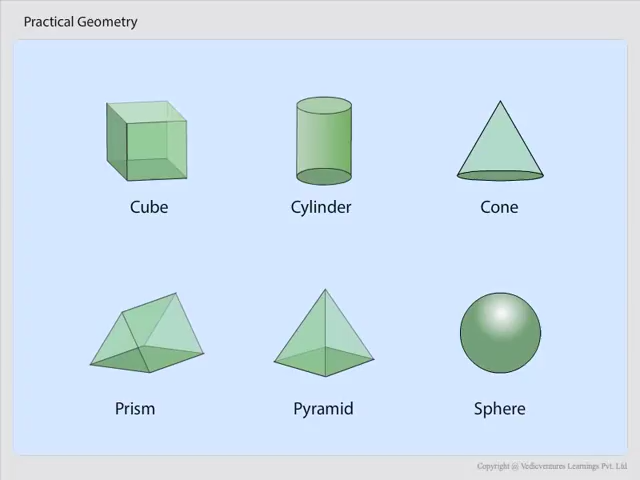 Practical Geometry
Cube
Cylinder
Cone
Prism
Pyramid
Sphere
Copyright @ Vedicventures Learnings Pvt. Ltd.